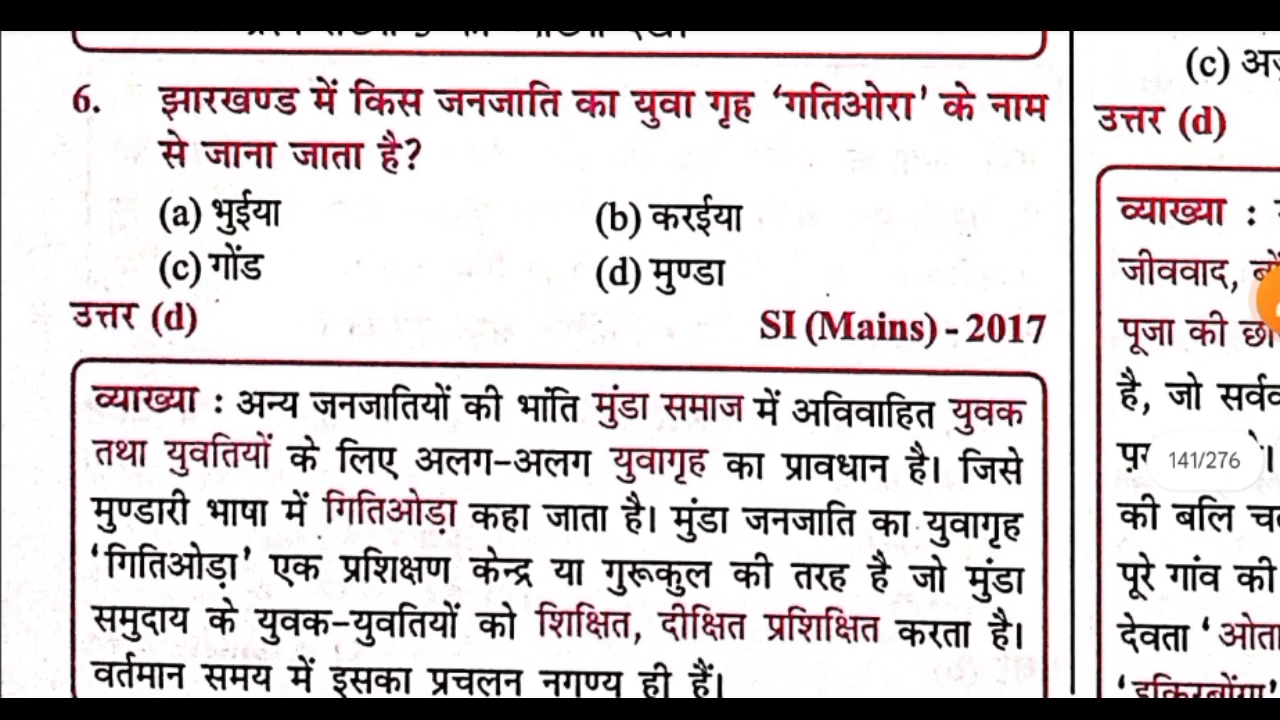 6. झारखण्ड में किस जनजाति का युवा गृह ‘गतिओरा’ के नाम
से जाना जाता है?
(a) भुईया (b) करईया
(c) गोंड (d) मुण्डा
उत्तर (d) SI (Mains) - 2017
व्याख्या : अन्य जनजातियों की भांति मुंडा समाज में अविवाहित युवक
तथा युवतियों के लिए अलग-अलग युवागृह का प्रावधान है। जिसे
मुण्डारी भाषा में गितिओड़ा कहा जाता है। मुंडा जनजाति का युवागृह
‘गितिओड़ा’ एक प्रशिक्षण केन्द्र या गुरूकुल की तरह है जो मुंडा
समुदाय के युवक-युवतियों को शिक्षित, दीक्षित प्रशिक्षित करता है।
वर्तमान समय में इसका प्रचलन नगण्य ही हैं।
(c)
उत्तर (d)
व्याख्या :
जीववाद,
पूजा की
है, जो
141/276
की बलि
पूरे गांव की
देवता